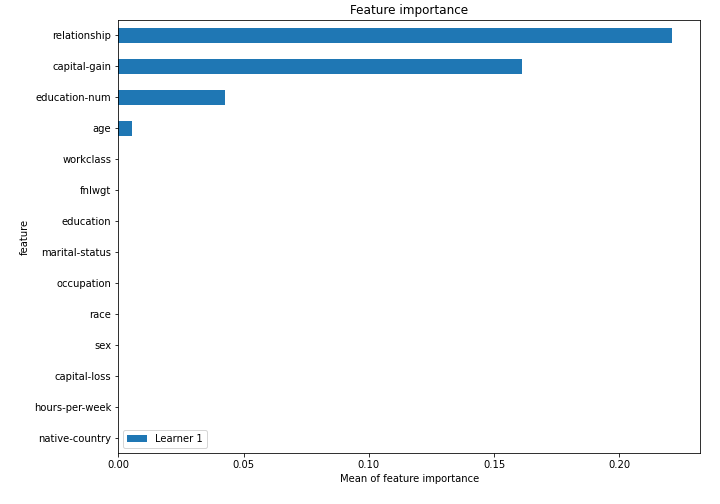 Feature importance
relationship
capital-gain
education-num
age
workclass
fnlwgt
education
marital-status
occupation
race
sex
capital-loss
hours-per-week
native-country
feature
Learner 1
0.00 0.05 0.10 0.15 0.20
Mean of feature importance